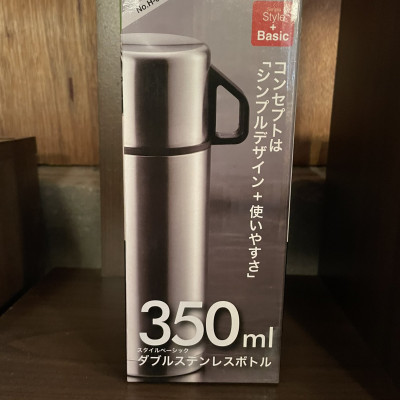 Style
+
Basic
コンセプトは
「シンプルデザイン+使いやすさ」
350ml
スタイルベーシック
ダブルステンレスボトル